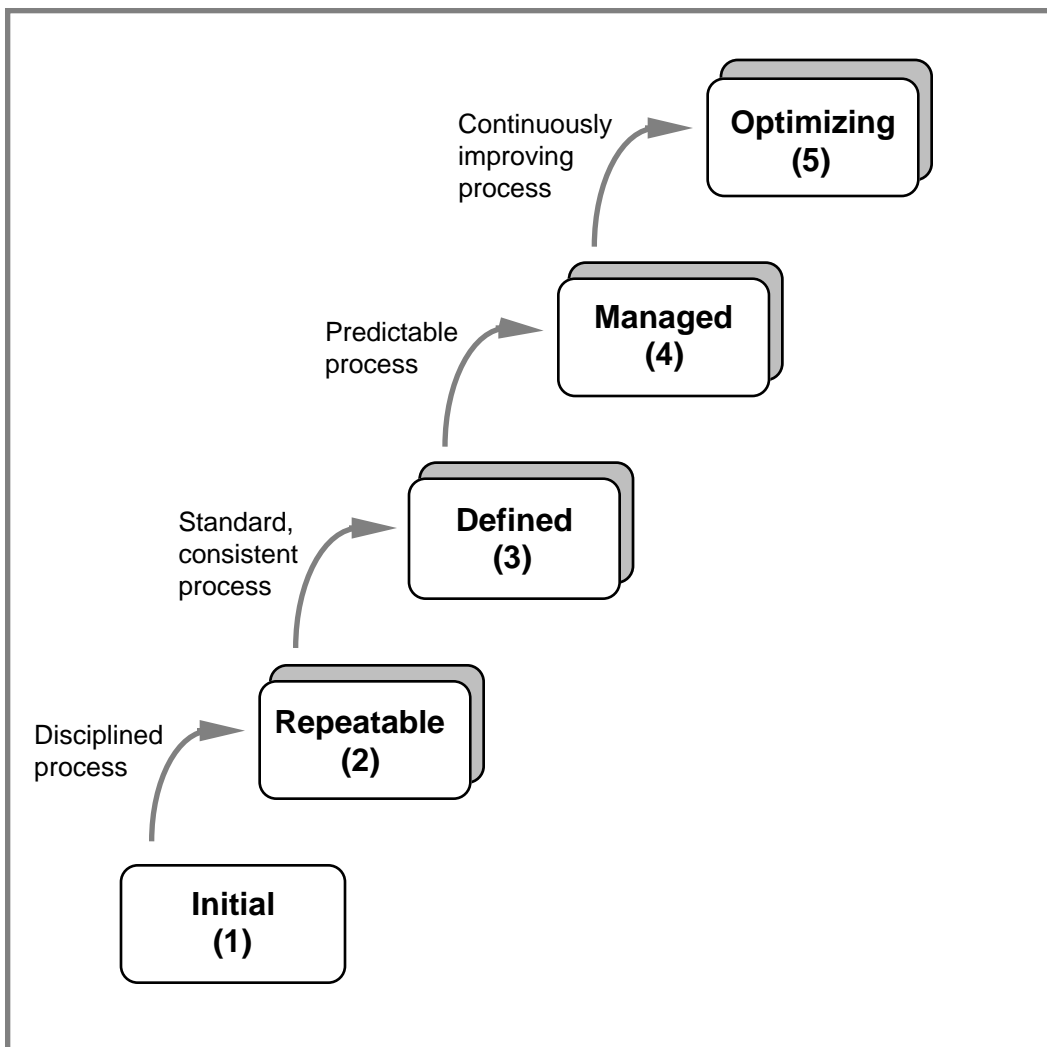 Continuously
improving
process
Optimizing
(5)
Predictable
process
Managed
(4)
Standard,
consistent
process
Defined
(3)
Disciplined
process
Repeatable
(2)
Initial
(1)